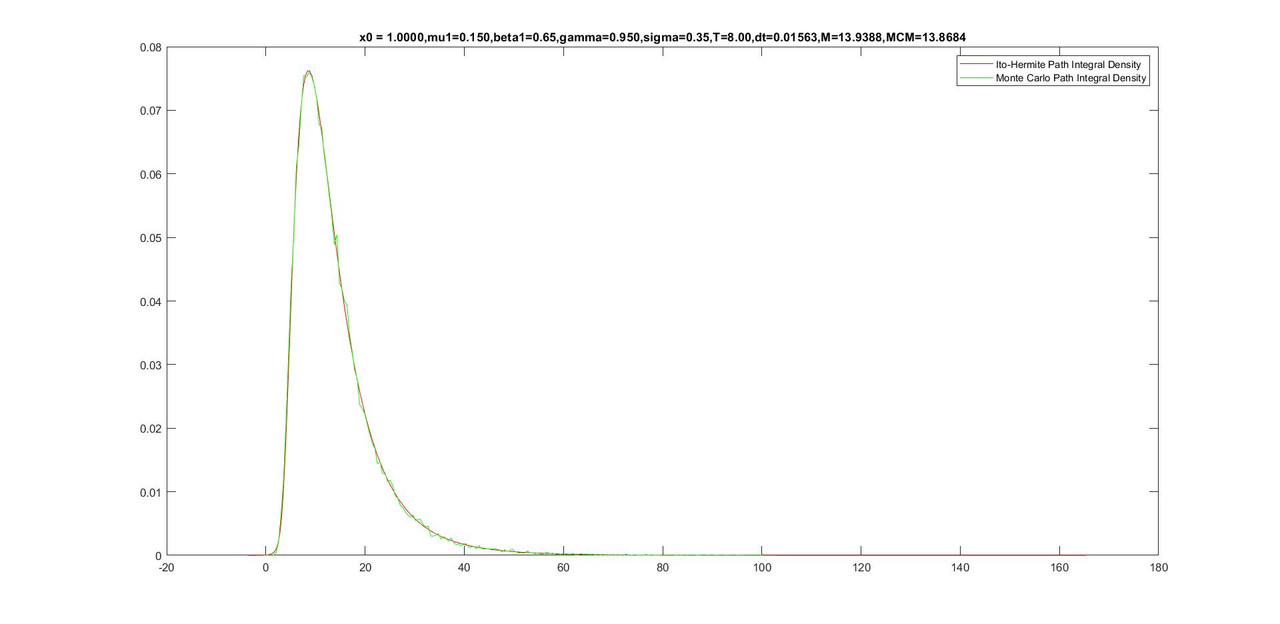 x0 = 1.0000,mu1=0.150,beta1=0.65,gamma=0.950,sigma=0.35,T=8.00,dt=0.01563,M=13.9388,MCM=13.8684
Ito-Hermite Path Integral Density
Monte Carlo Path Integral Density
0.08
0.07
0.06
0.05
0.04
0.03
0.02
0.01
0
-20 0 20 40 60 80 100 120 140 160 180